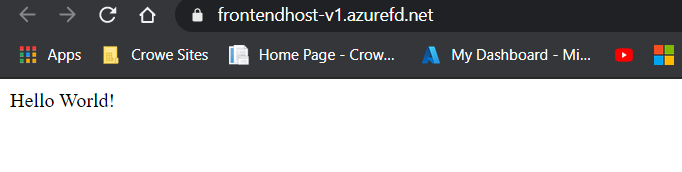 frontendhost-v1.azurefd.net
Apps Crowe Sites Home Page - Crow... My Dashboard - Mi...
Hello World!